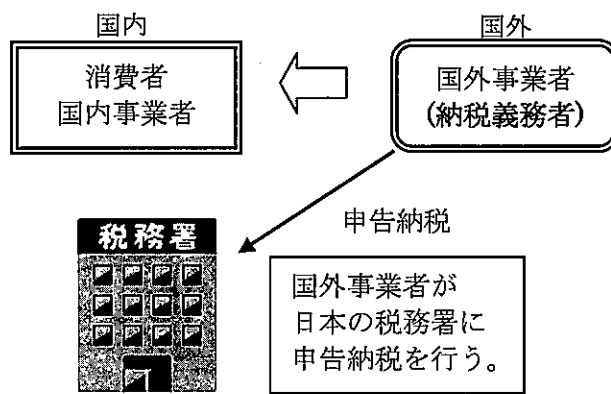 国内
国外
消費者
国内事業者
国外事業者
(納税義務者)
申告納税
税務署
国外事業者が
日本の税務署に
申告納税を行う。